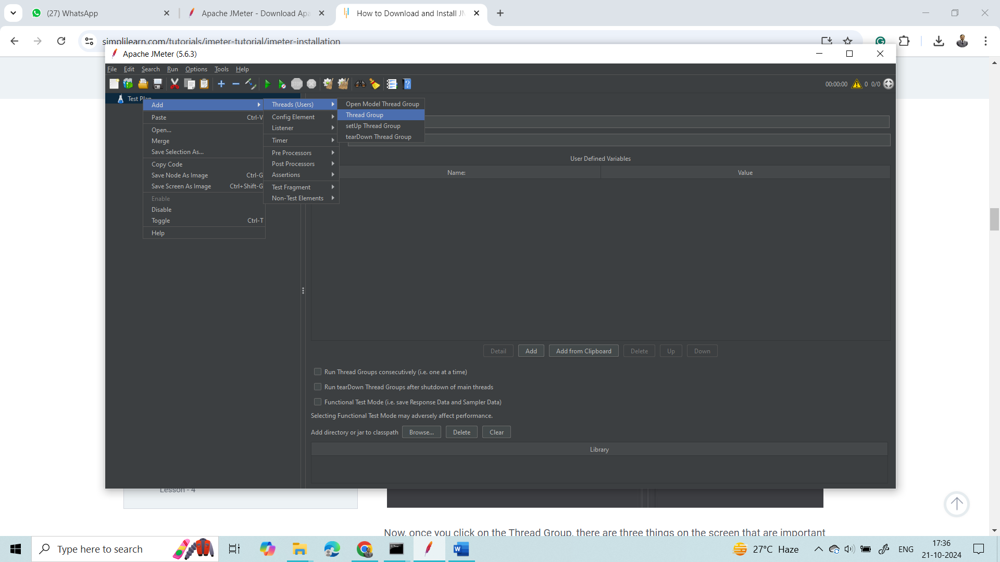 (27) WhatsApp
Apache JMeter - Download Apa
How to Download and Install JM
simplilearn.com/tutorials/jmeter-tutorial/jmeter-installation
Apache JMeter (5.6.3)
File Edit Search Run Options Tools Help
00:00:00 0 0/0
Test Plan
Add
Paste Ctrl-V
Open...
Merge
Save Selection As...
Copy Code
Save Node As Image Ctrl-G
Save Screen As Image Ctrl+Shift-G
Enable
Disable
Toggle Ctrl-T
Help
Threads (Users)
Config Element
Listener
Timer
Pre Processors
Post Processors
Assertions
Test Fragment
Non-Test Elements
Open Model Thread Group
Thread Group
setUp Thread Group
tearDown Thread Group
User Defined Variables
Name: Value
Detail Add Add from Clipboard Delete Up Down
Run Thread Groups consecutively (i.e. one at a time)
Run tearDown Thread Groups after shutdown of main threads
Functional Test Mode (i.e. save Response Data and Sampler Data)
Selecting Functional Test Mode may adversely affect performance.
Add directory or jar to classpath Browse... Delete Clear
Library
Lesson - 4
Now, once you click on the Thread Group, there are three things on the screen that are important
Type here to search
27°C Haze
ENG
17:36
21-10-2024